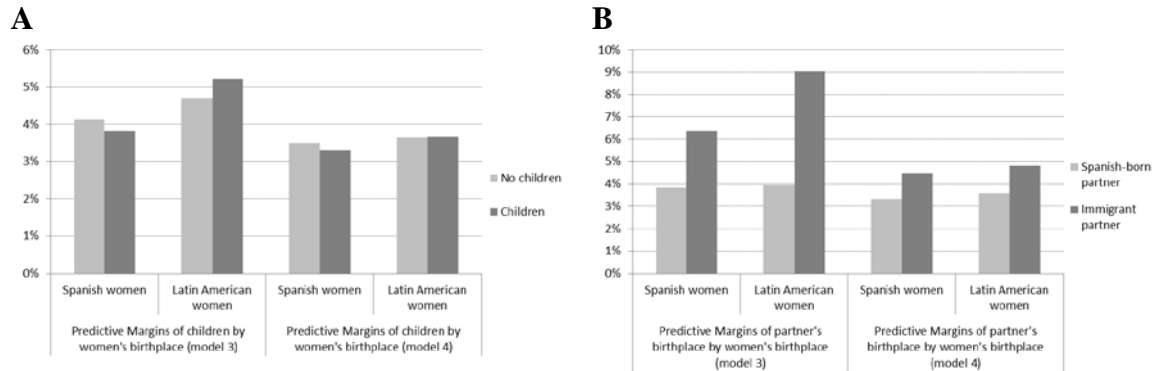 A
6%
5%
4%
3%
2%
1%
0%
Spanish women
Latin American
women
Spanish women
Latin American
women
Predictive Margins of children by
women's birthplace (model 3)
Predictive Margins of children by
women's birthplace (model 4)
No children
Children
B
10%
9%
8%
7%
6%
5%
4%
3%
2%
1%
0%
Spanish women
Latin American
women
Spanish women
Latin American
women
Predictive Margins of partner's
birthplace by women's birthplace
(model 3)
Predictive Margins of partner's
birthplace by women's birthplace
(model 4)
Spanish-born
partner
Immigrant
partner